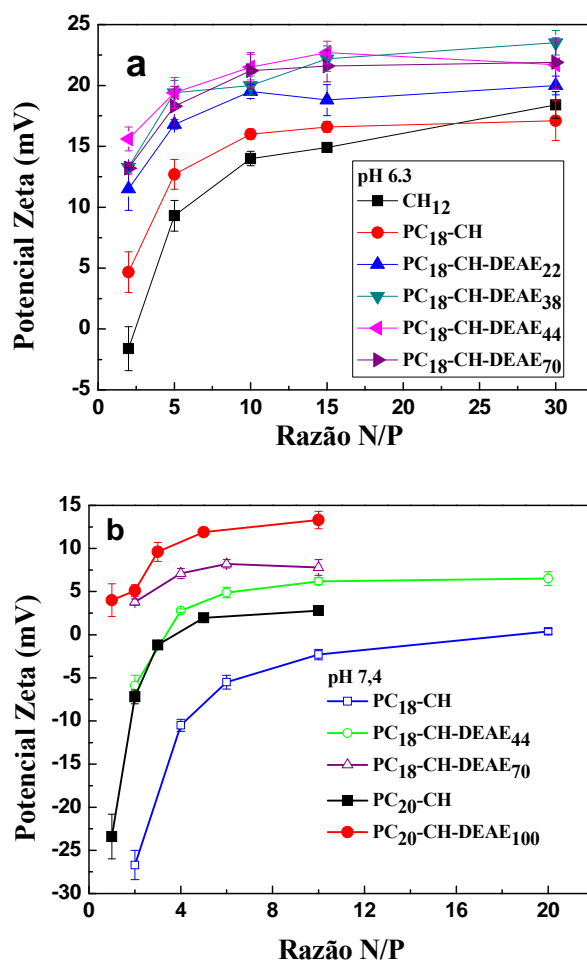 a
Potencial Zeta (mV)
25
20
15
10
5
0
-5
0 5 10 15 20 25 30
Razão N/P
pH 6.3
CH12
PC18-CH
PC18-CH-DEAE22
PC18-CH-DEAE38
PC18-CH-DEAE44
PC18-CH-DEAE70
b
Potencial Zeta (mV)
15
10
5
0
-5
-10
-15
-20
-25
-30
0 4 8 12 16 20
Razão N/P
pH 7,4
PC18-CH
PC18-CH-DEAE44
PC18-CH-DEAE70
PC20-CH
PC20-CH-DEAE100